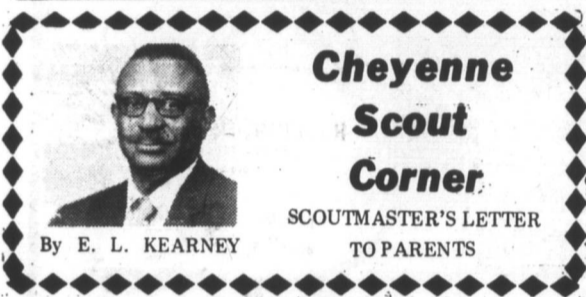 Cheyenne
Scout
Corner
SCOUTMASTER'S LETTER
TO PARENTS
By E. L. KEARNEY